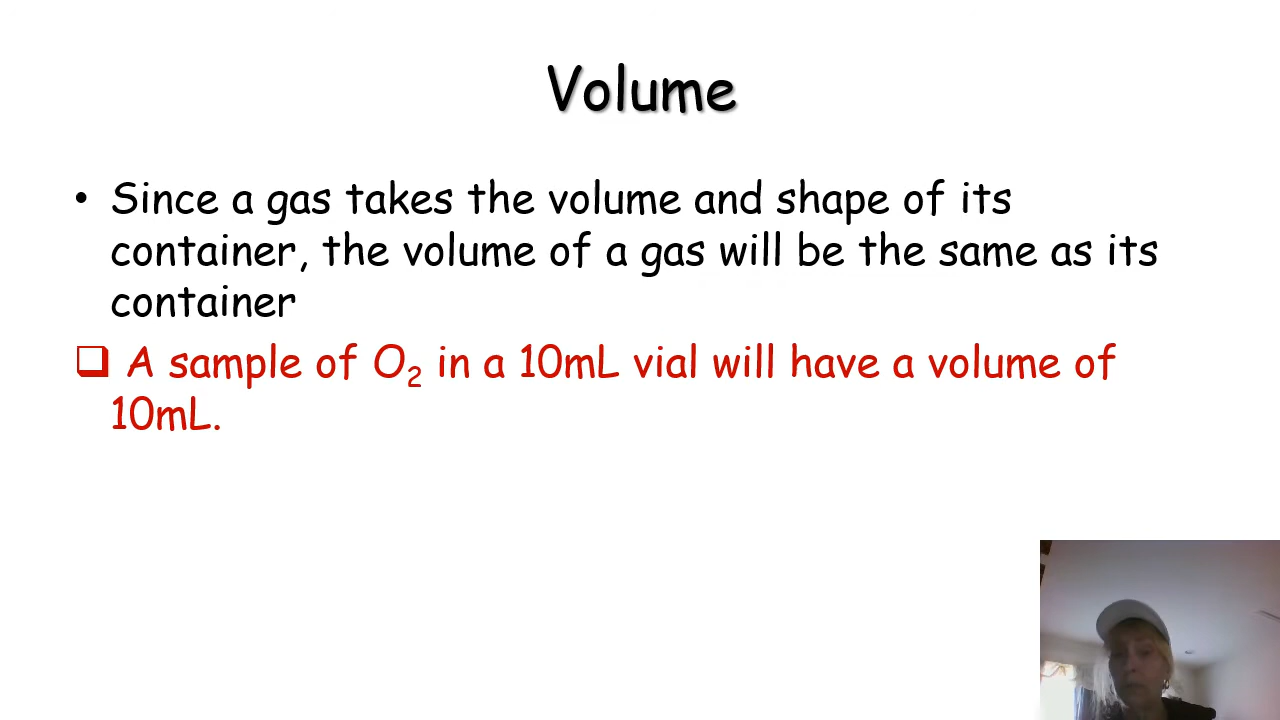 Volume
• Since a gas takes the volume and shape of its
container, the volume of a gas will be the same as its
container
❑ A sample of O₂ in a 10mL vial will have a volume of
10mL.